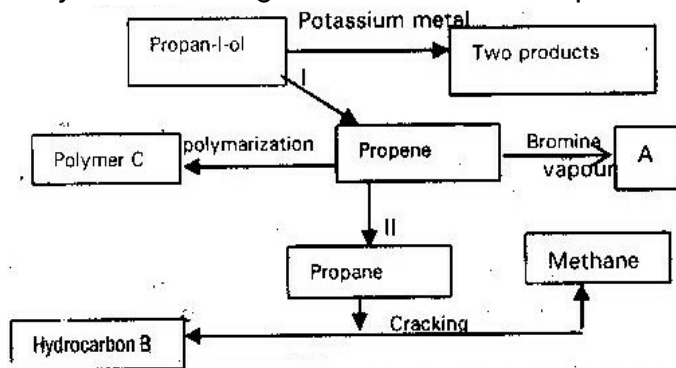 Potassium metal
Propan-I-ol
Two products
I
Polymer C
polymarization
Propene
Bromine
vapour
A
II
Propane
Methane
Cracking
Hydrocarbon B